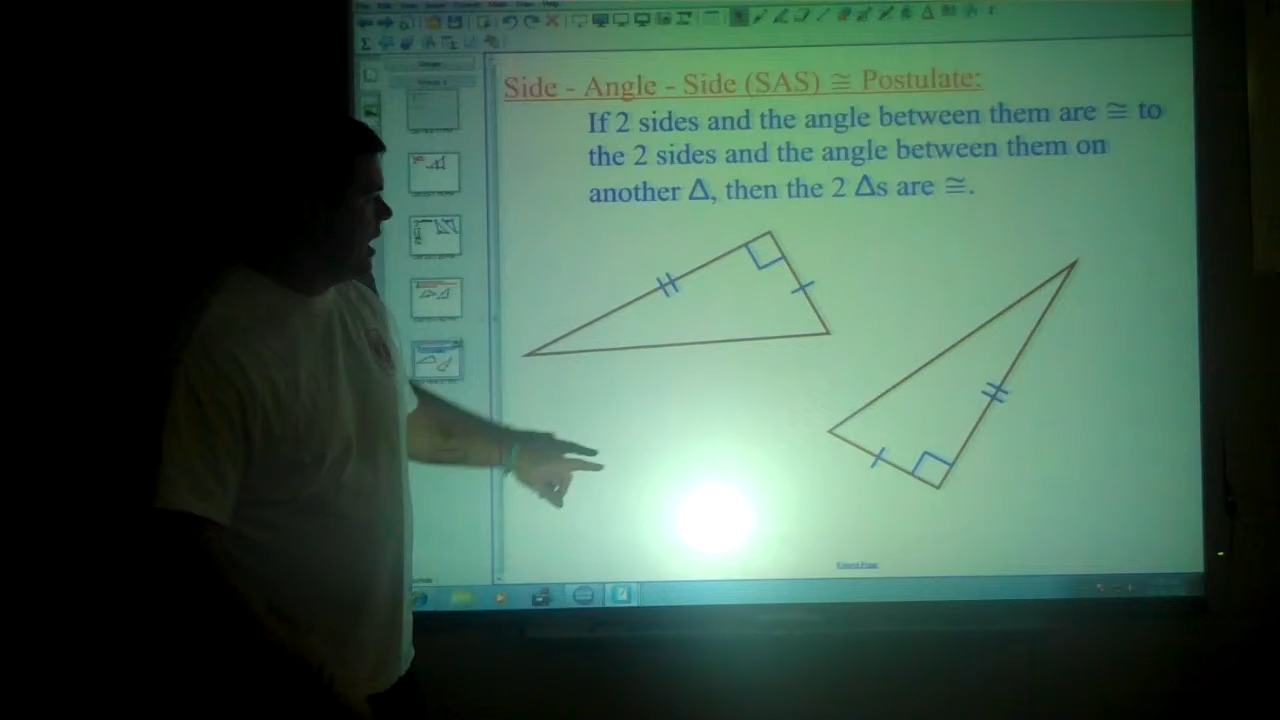 Side - Angle - Side (SAS) ≅ Postulate:
If 2 sides and the angle between them are ≅ to
the 2 sides and the angle between them on
another Δ, then the 2 Δs are ≅.